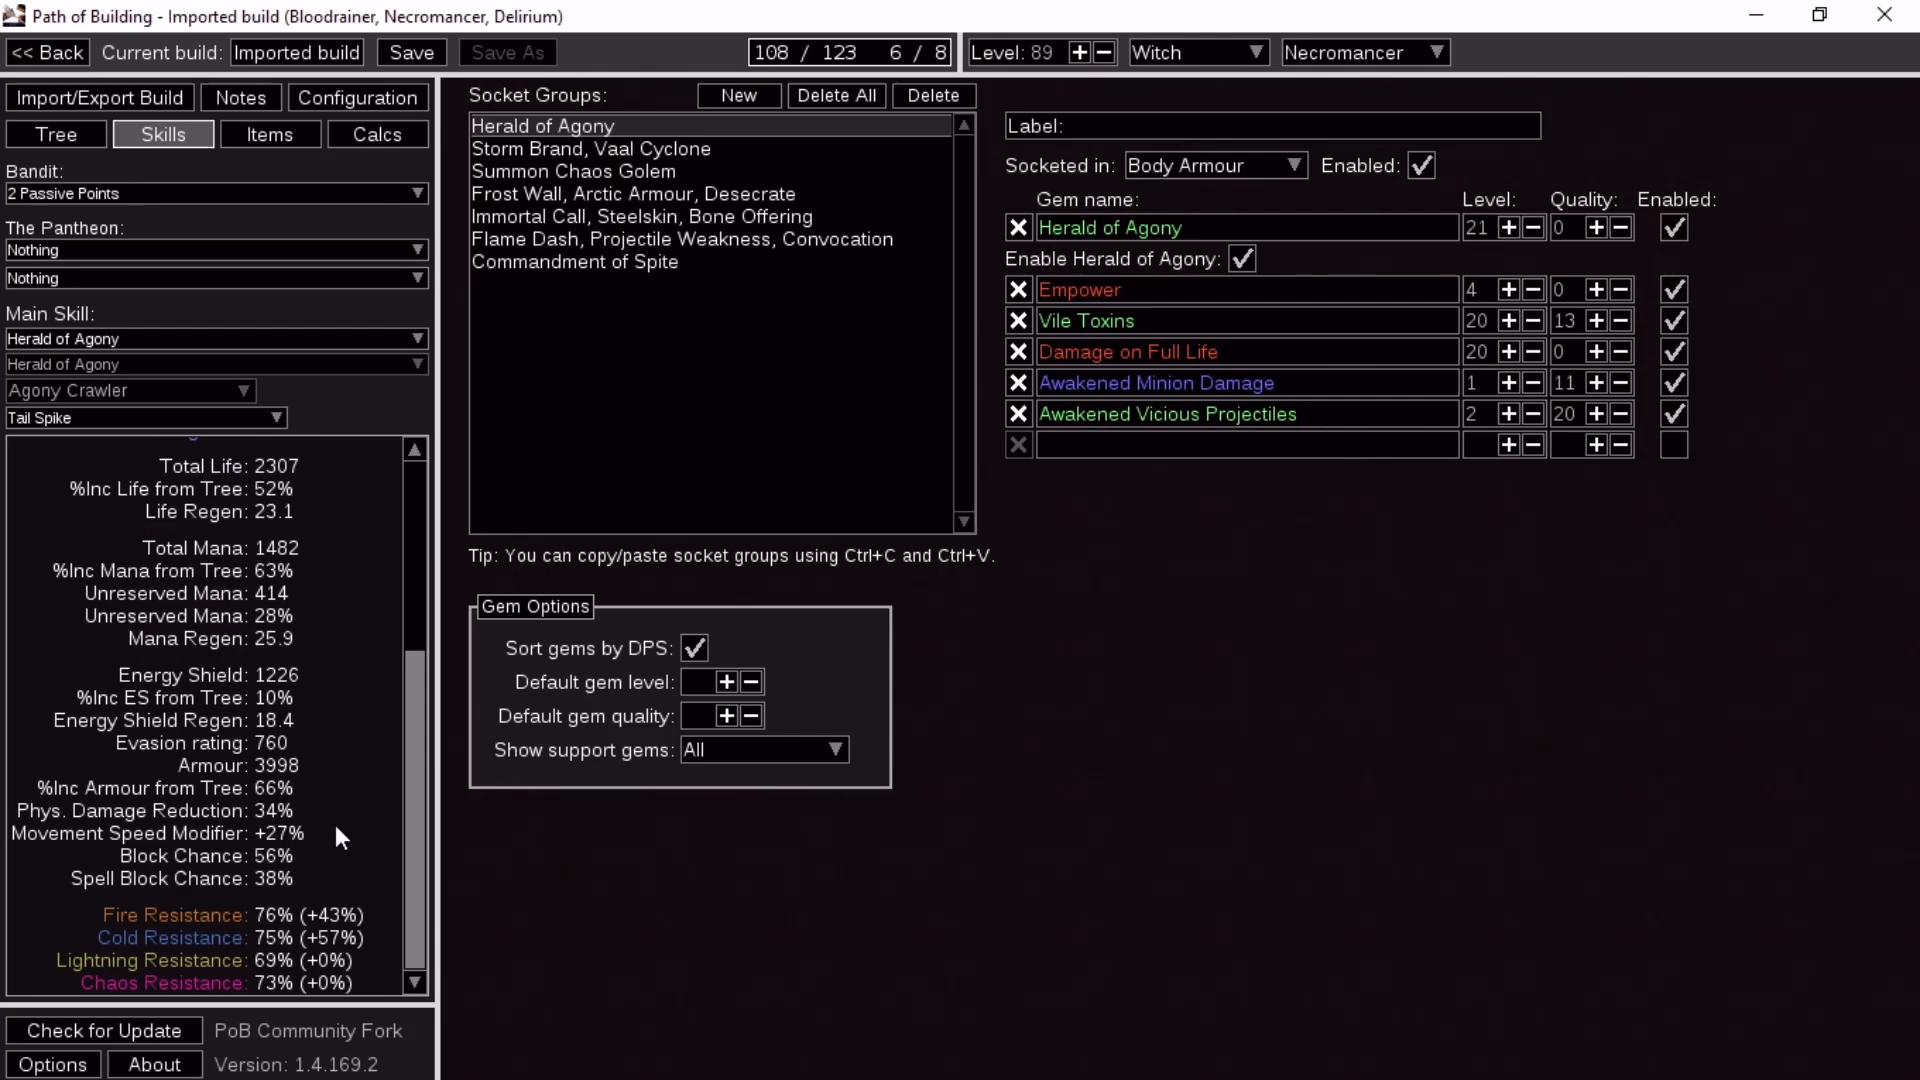 Path of Building - Imported build (Bloodrainer, Necromancer, Delirium)
<< Back Current build: Imported build Save Save As 108 / 123 6 / 8 Level: 89 Witch Necromancer
Import/Export Build Notes Configuration
Tree Skills Items Calcs
Bandit:
2 Passive Points
The Pantheon:
Nothing
Nothing
Main Skill:
Herald of Agony
Herald of Agony
Agony Crawler
Tail Spike
Total Life: 2307
%Inc Life from Tree: 52%
Life Regen: 23.1
Total Mana: 1482
%Inc Mana from Tree: 63%
Unreserved Mana: 414
Unreserved Mana: 28%
Mana Regen: 25.9
Energy Shield: 1226
%Inc ES from Tree: 10%
Energy Shield Regen: 18.4
Evasion rating: 760
Armour: 3998
%Inc Armour from Tree: 66%
Phys. Damage Reduction: 34%
Movement Speed Modifier: +27%
Block Chance: 56%
Spell Block Chance: 38%
Fire Resistance: 76% (+43%)
Cold Resistance: 75% (+57%)
Lightning Resistance: 69% (+0%)
Chaos Resistance: 73% (+0%)
Check for Update PoB Community Fork
Options About Version: 1.4.169.2
Socket Groups: New Delete All Delete
Herald of Agony
Storm Brand, Vaal Cyclone
Summon Chaos Golem
Frost Wall, Arctic Armour, Desecrate
Immortal Call, Steelskin, Bone Offering
Flame Dash, Projectile Weakness, Convocation
Commandment of Spite
Tip: You can copy/paste socket groups using Ctrl+C and Ctrl+V.
Gem Options
Sort gems by DPS:
Default gem level:
Default gem quality:
Show support gems: All
Label:
Socketed in: Body Armour Enabled:
Gem name: Level: Quality: Enabled:
Herald of Agony 21 0
Enable Herald of Agony:
Empower 4 0
Vile Toxins 20 13
Damage on Full Life 20 0
Awakened Minion Damage 1 11
Awakened Vicious Projectiles 2 20